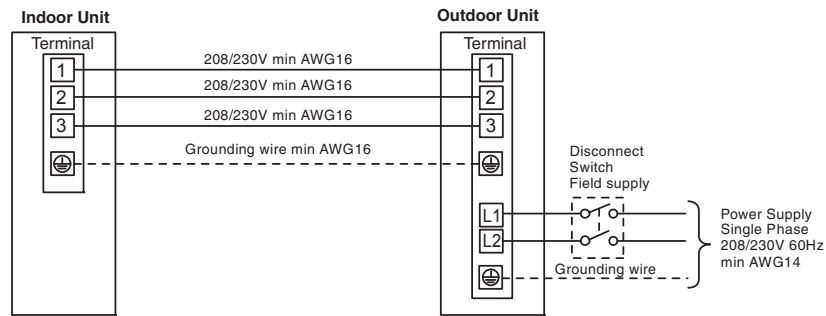 Indoor Unit
Outdoor Unit
Terminal
Terminal
1
208/230V min AWG16
1
2
208/230V min AWG16
2
3
208/230V min AWG16
3
Grounding wire min AWG16
Disconnect
Switch
Field supply
L1
L2
Grounding wire
Power Supply
Single Phase
208/230V 60Hz
min AWG14